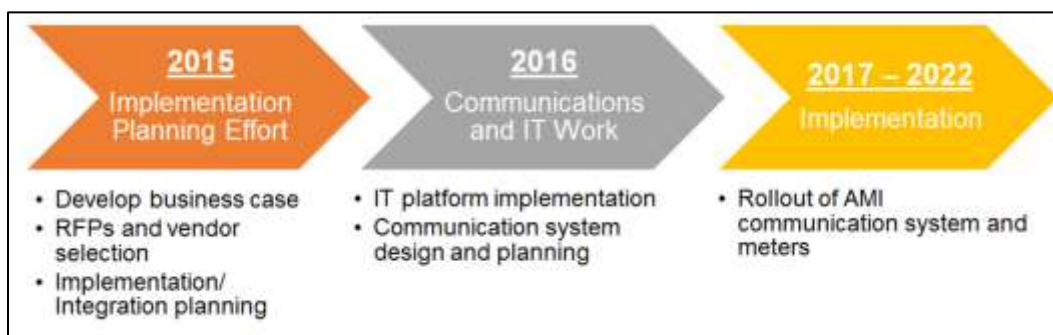 2015
Implementation
Planning Effort
• Develop business case
• RFPs and vendor
selection
• Implementation/
Integration planning
2016
Communications
and IT Work
• IT platform implementation
• Communication system
design and planning
2017 – 2022
Implementation
• Rollout of AMI
communication system and
meters